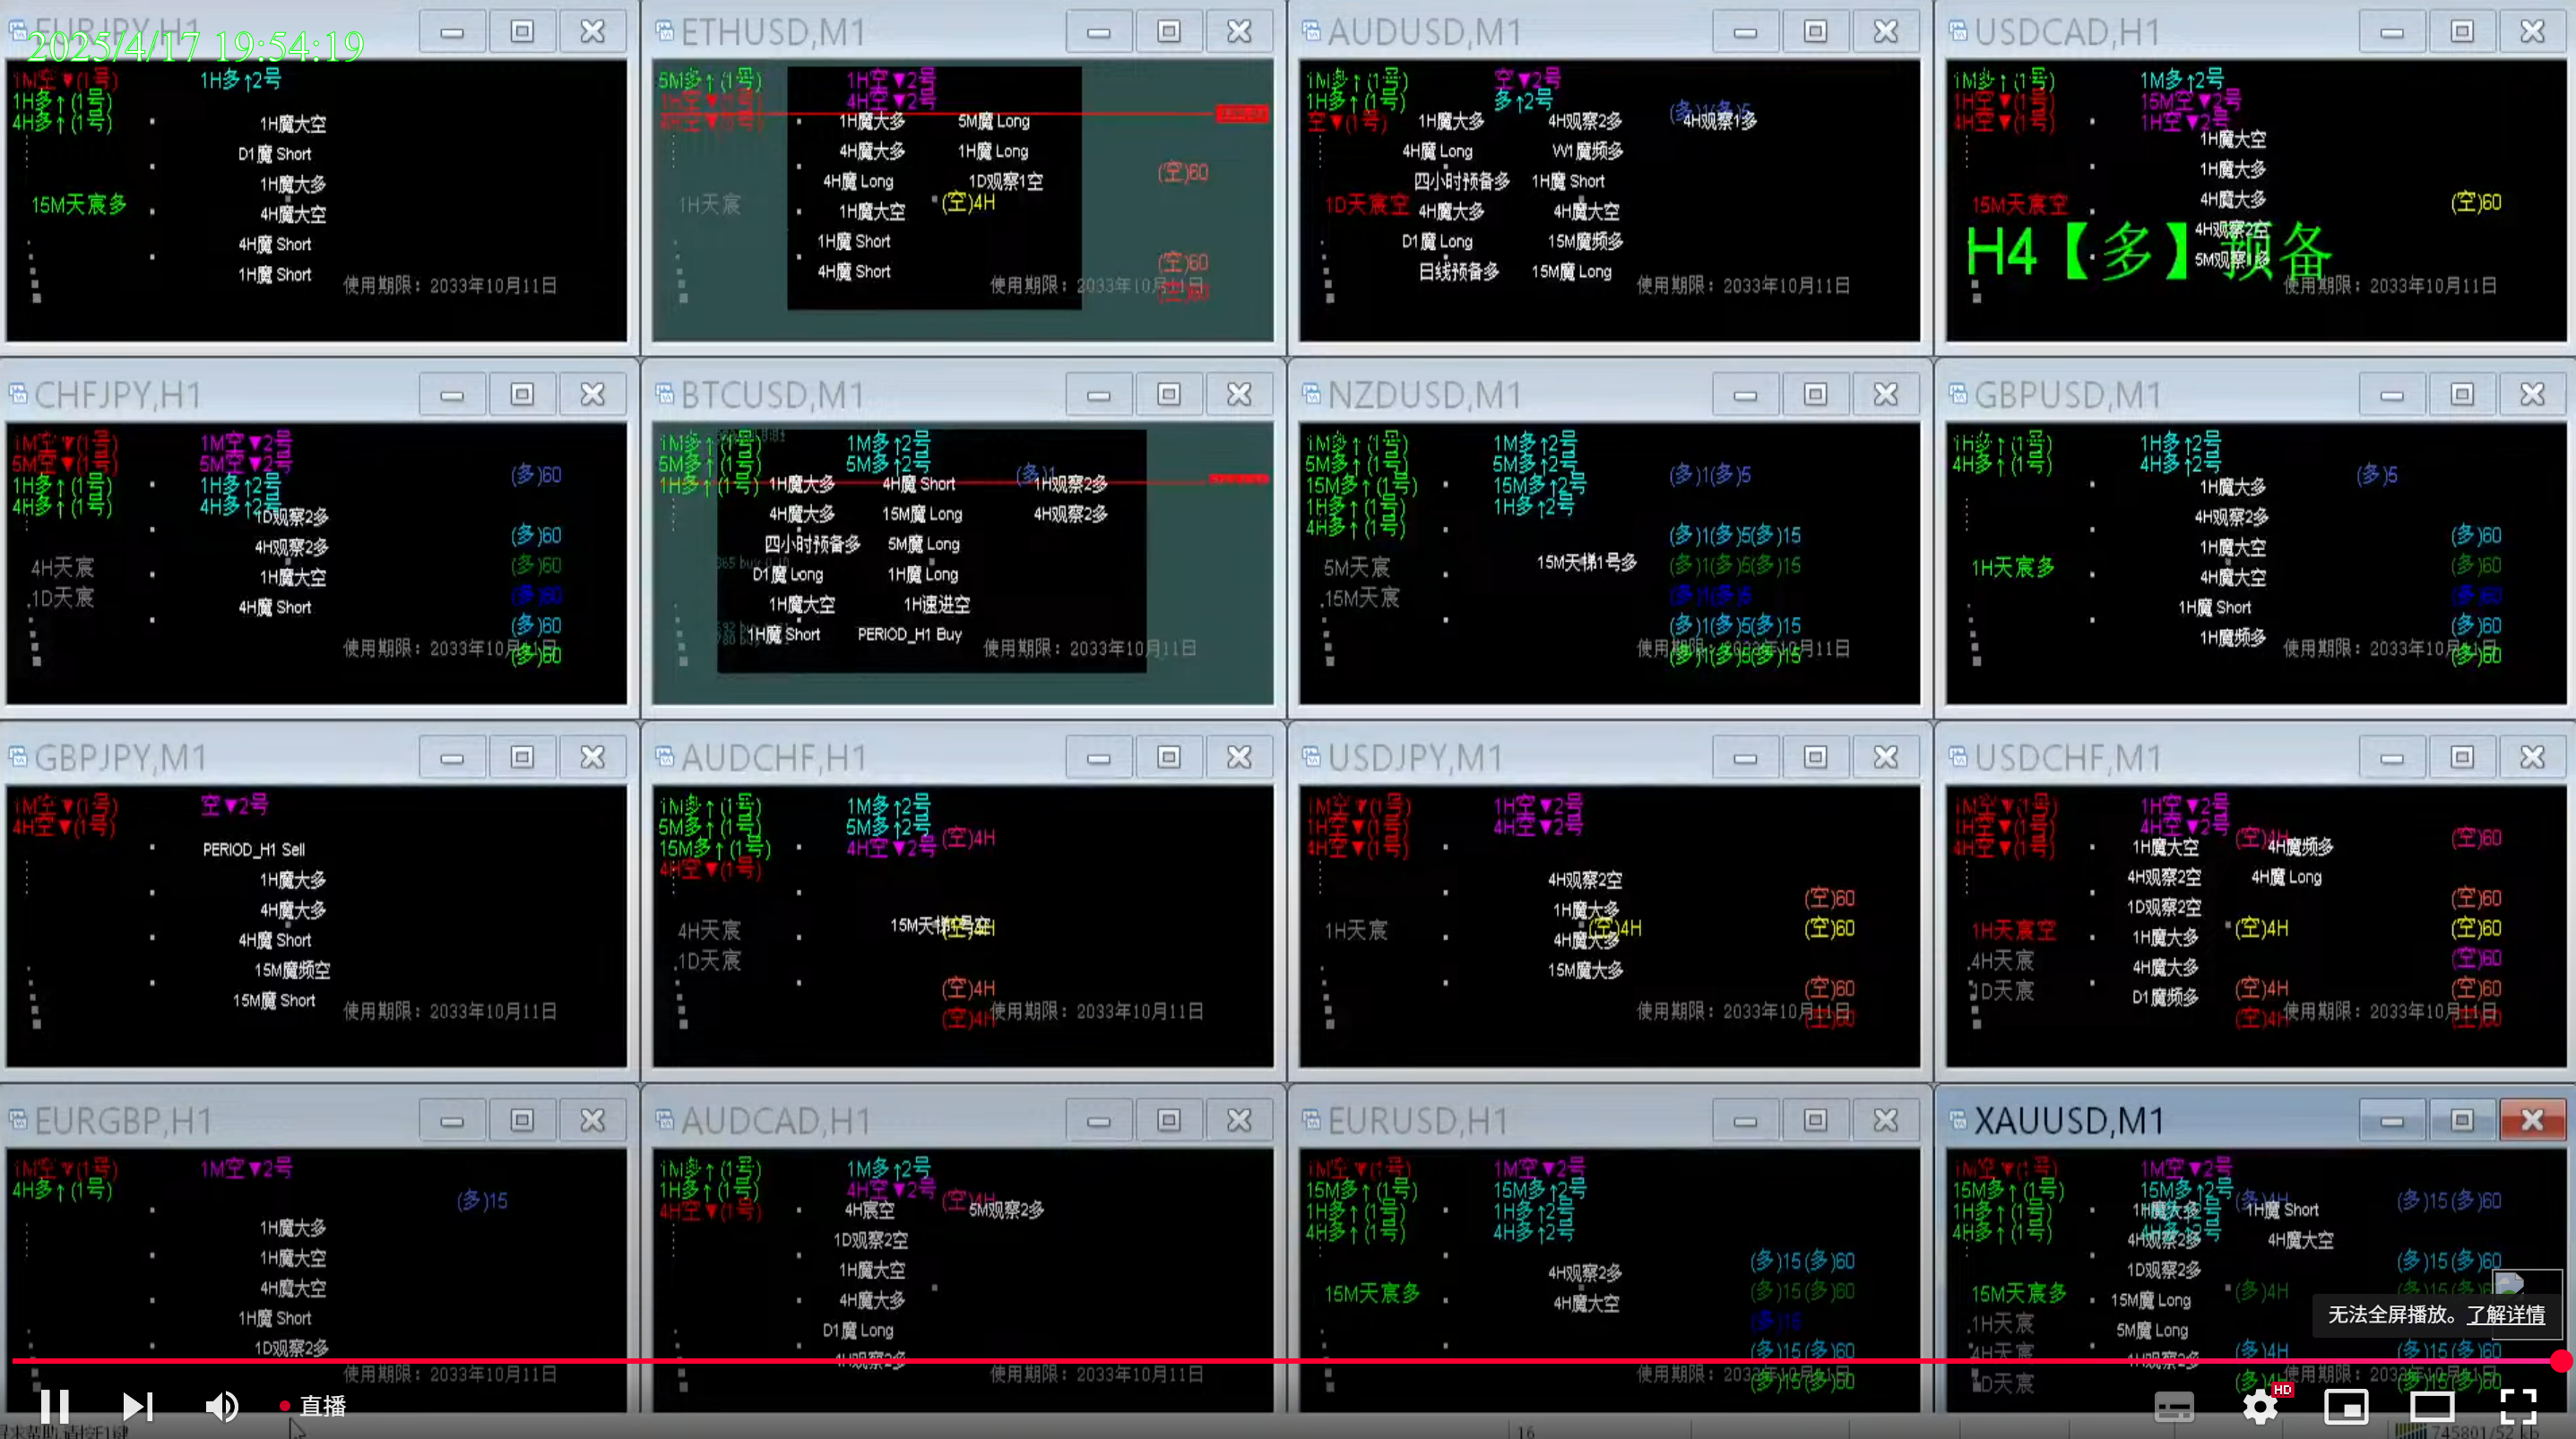 2025/4/17 19:54:19
EURJPY,H1
1M空▼(1号)
1H多↑2号
1H多↑(1号)
4H多↑(1号)
1H魔大空
D1魔 Short
1H魔大多
15M天宸多
4H魔大空
4H魔 Short
1H魔 Short
使用期限：2033年10月11日
ETHUSD,M1
5M多↑(1号)
1H空▼2号
1H空▼(1号)
4H空▼2号
4H空▼(1号)
1H魔大多
5M魔 Long
4H魔大多
1H魔 Long
(空)60
4H魔 Long
1D观察1空
1H天宸
1H魔大空
(空)4H
1H魔 Short
4H魔 Short
(空)60
(空)60
使用期限：2033年10月11日
AUDUSD,M1
1M多↑(1号)
空▼2号
1H多↑(1号)
多↑2号
(多)1(多)5
空▼(1号)
1H魔大多
4H观察2多
4H观察1多
4H魔 Long
W1魔频多
四小时预备多
1H魔 Short
1D天宸空
4H魔大多
4H魔大空
D1魔 Long
15M魔频多
日线预备多
15M魔 Long
使用期限：2033年10月11日
USDCAD,H1
1M多↑(1号)
1M多↑2号
1H空▼(1号)
15M空▼2号
4H空▼(1号)
1H空▼2号
1H魔大空
1H魔大多
15M天宸空
4H魔大多
(空)60
4H观察2空
H4【多】预备
5M观察1多
使用期限：2033年10月11日
CHFJPY,H1
1M空▼(1号)
1M空▼2号
5M空▼(1号)
5M空▼2号
(多)60
1H多↑(1号)
1H多↑2号
4H多↑(1号)
4H多↑2号
1D观察2多
(多)60
4H观察2多
4H天宸
(多)60
1H魔大空
1D天宸
(多)60
4H魔 Short
(多)60
(多)60
使用期限：2033年10月11日
BTCUSD,M1
1M多↑(1号)
1M多↑2号
5M多↑(1号)
5M多↑2号
(多)1
1H多↑(1号)
1H魔大多
4H魔 Short
1H观察2多
4H魔大多
15M魔 Long
4H观察2多
四小时预备多
5M魔 Long
D1魔 Long
1H魔 Long
1H魔大空
1H速进空
1H魔 Short
PERIOD_H1 Buy
使用期限：2033年10月11日
NZDUSD,M1
1M多↑(1号)
1M多↑2号
5M多↑(1号)
5M多↑2号
(多)1(多)5
15M多↑(1号)
15M多↑2号
1H多↑(1号)
1H多↑2号
4H多↑(1号)
(多)1(多)5(多)15
5M天宸
15M天梯1号多
(多)1(多)5(多)15
15M天宸
(多)1(多)5
(多)1(多)5(多)15
(多)1(多)5(多)15
使用期限：2033年10月11日
GBPUSD,M1
1H多↑(1号)
1H多↑2号
4H多↑(1号)
4H多↑2号
(多)5
1H魔大多
4H观察2多
(多)60
1H魔大空
1H天宸多
(多)60
4H魔大空
(多)60
1H魔 Short
(多)60
1H魔频多
(多)60
使用期限：2033年10月11日
GBPJPY,M1
1M空▼(1号)
空▼2号
4H空▼(1号)
PERIOD_H1 Sell
1H魔大多
4H魔大多
4H魔 Short
15M魔频空
15M魔 Short
使用期限：2033年10月11日
AUDCHF,H1
1M多↑(1号)
1M多↑2号
5M多↑(1号)
5M多↑2号
(空)4H
15M多↑(1号)
4H空▼2号
4H空▼(1号)
4H天宸
1D天宸
(空)4H
(空)4H
使用期限：2033年10月11日
USDJPY,M1
1M空▼(1号)
1H空▼2号
1H空▼(1号)
4H空▼2号
4H空▼(1号)
4H观察2空
1H魔大多
(空)60
1H天宸
(空)4H
(空)60
4H魔大多
15M魔大多
(空)60
(空)60
使用期限：2033年10月11日
USDCHF,M1
1M空▼(1号)
1H空▼2号
1H空▼(1号)
4H空▼2号
4H空▼(1号)
(空)4H
(空)60
1H魔大空
4H魔频多
4H观察2空
4H魔 Long
1D观察2空
(空)60
1H天宸空
1H魔大多
(空)4H
(空)60
4H天宸
4H魔大多
(空)60
1D天宸
D1魔频多
(空)4H
(空)60
(空)4H
(空)60
使用期限：2033年10月11日
EURGBP,H1
1M空▼(1号)
1M空▼2号
4H多↑(1号)
(多)15
1H魔大多
1H魔大空
4H魔大空
1H魔 Short
1D观察2多
使用期限：2033年10月11日
AUDCAD,H1
1M多↑(1号)
1M多↑2号
1H多↑(1号)
4H空▼2号
(空)4H
4H空▼(1号)
4H宸空
5M观察2多
1D观察2空
1H魔大空
4H魔大多
D1魔 Long
4H观察2多
使用期限：2033年10月11日
EURUSD,H1
1M空▼(1号)
1M空▼2号
15M多↑(1号)
15M多↑2号
1H多↑(1号)
1H多↑2号
4H多↑(1号)
4H多↑2号
(多)15(多)60
4H观察2多
15M天宸多
(多)15(多)60
4H魔大空
(多)15
(多)15(多)60
(多)15(多)60
使用期限：2033年10月11日
XAUUSD,M1
1M空▼(1号)
1M空▼2号
15M多↑(1号)
15M多↑2号
(多)4H
(多)15(多)60
1H多↑(1号)
1H魔大多
1H魔 Short
4H多↑(1号)
4H观察2多
4H魔大空
1D观察2多
(多)15(多)60
15M天宸多
15M魔 Long
(多)4H
1H天宸
5M魔 Long
4H天宸
4H观察2多
(多)4H
(多)15(多)60
1D天宸
使用期限：2033年10月11日
无法全屏播放。了解详情
直播
HD
16
745801/52 kb